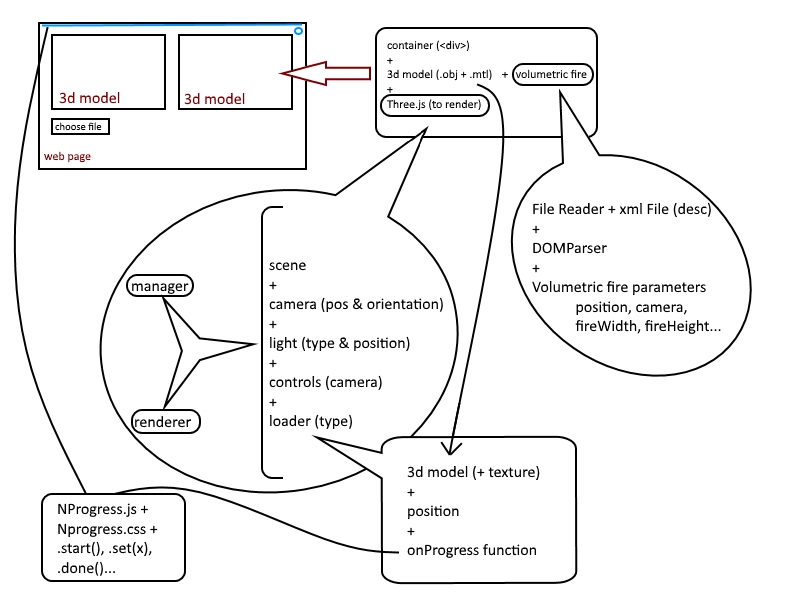 3d model
3d model
choose file
web page
container (<div>)
+
3d model (.obj + .mtl) + volumetric fire
+
Three.js (to render)
File Reader + xml File (desc)
+
DOMParser
+
Volumetric fire parameters
position, camera,
fireWidth, fireHeight...
manager
renderer
scene
+
camera (pos & orientation)
+
light (type & position)
+
controls (camera)
+
loader (type)
3d model (+ texture)
+
position
+
onProgress function
NProgress.js +
Nprogress.css +
.start(), .set(x),
.done()...